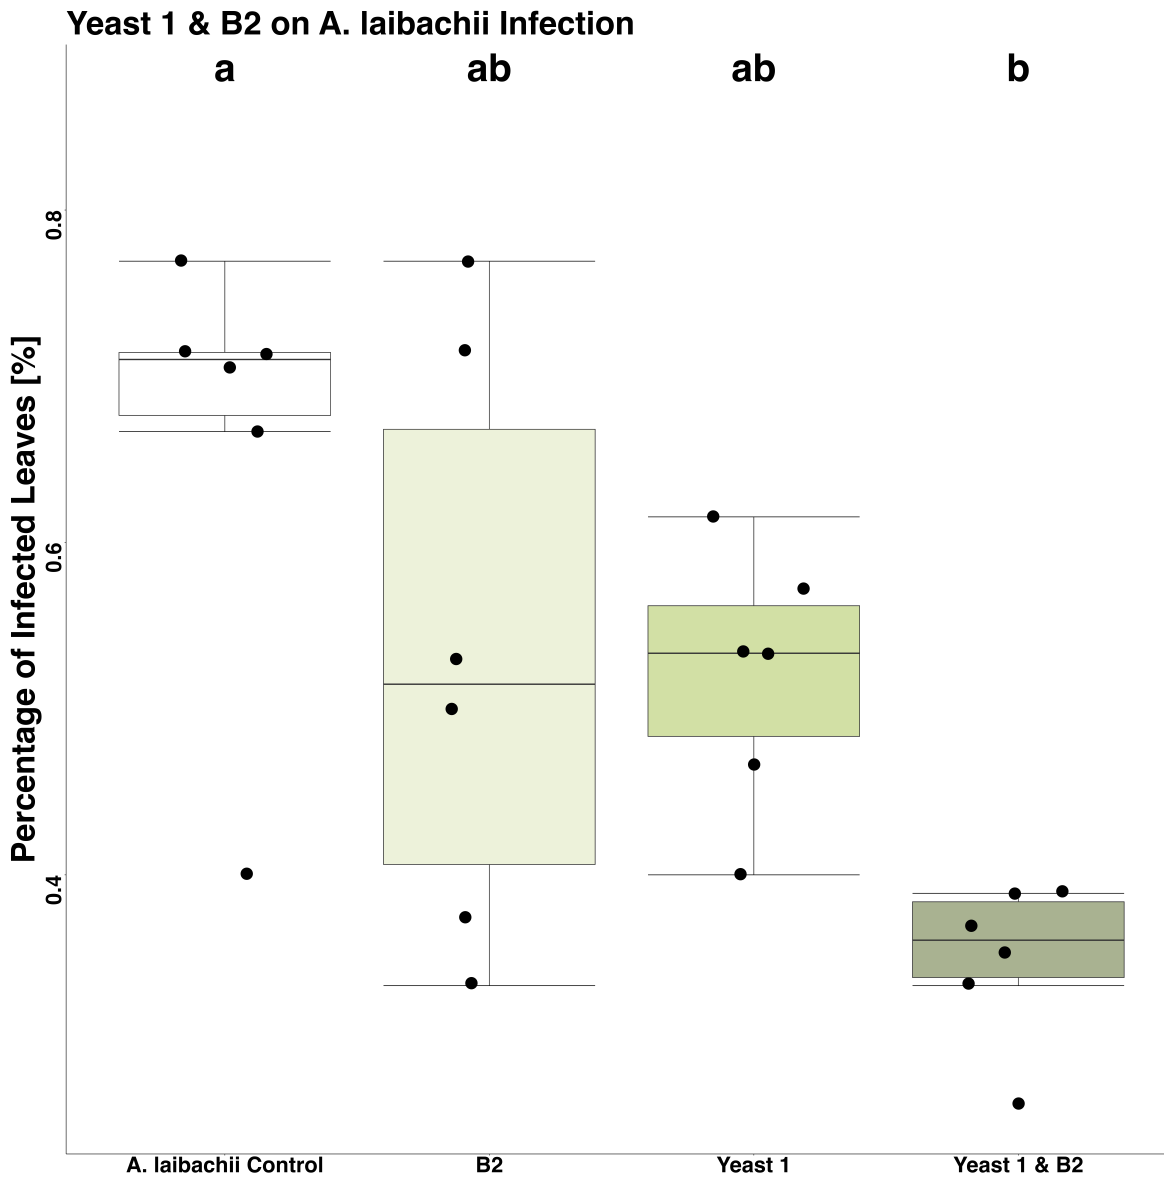 Yeast 1 & B2 on A. laibachii Infection
a ab ab b
Percentage of Infected Leaves [%]
0.8
0.6
0.4
A. laibachii Control B2 Yeast 1 Yeast 1 & B2